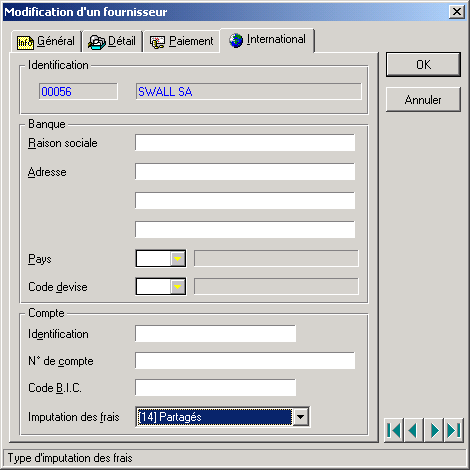 Modification d'un fournisseur
Info Général
Détail
Paiement
International
Identification
00056 SWALL SA
OK
Annuler
Banque
Raison sociale
Adresse
Pays
Code devise
Compte
Identification
N° de compte
Code B.I.C.
Imputation des frais [14] Partagés
Type d'imputation des frais